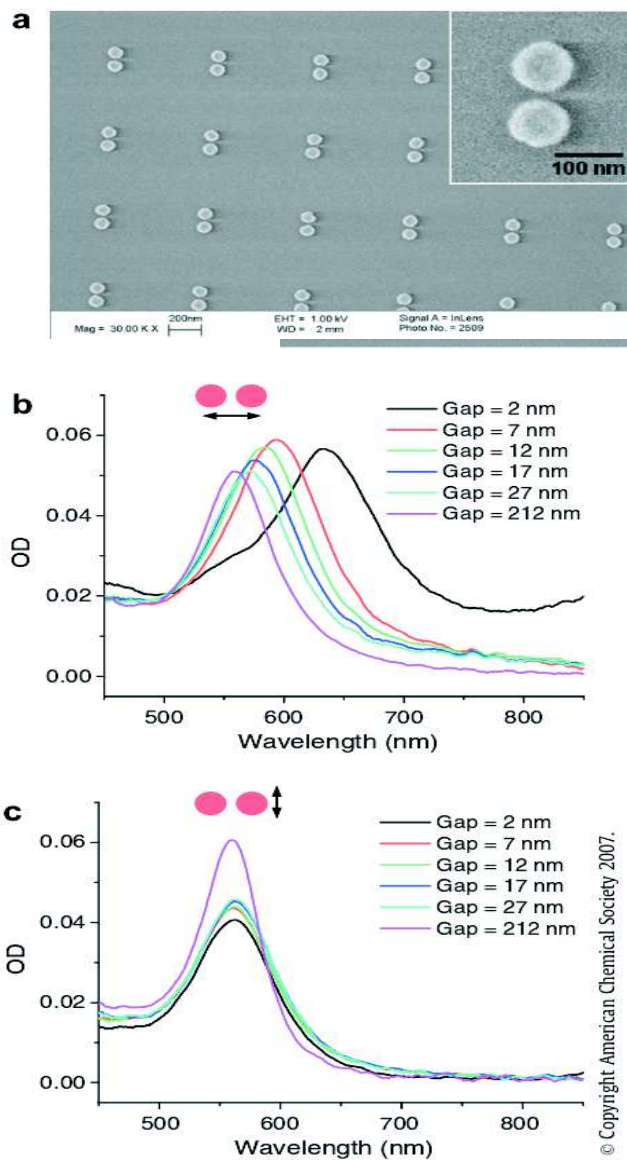 a
100 nm
200nm
Mag = 30.00 K X
EHT = 1.00 kV
WD = 2 mm
Signal A = InLens
Photo No. = 2509
b
Gap = 2 nm
Gap = 7 nm
Gap = 12 nm
Gap = 17 nm
Gap = 27 nm
Gap = 212 nm
0.06
0.04
0.02
0.00
OD
500 600 700 800
Wavelength (nm)
c
Gap = 2 nm
Gap = 7 nm
Gap = 12 nm
Gap = 17 nm
Gap = 27 nm
Gap = 212 nm
0.06
0.04
0.02
0.00
OD
500 600 700 800
Wavelength (nm)
© Copyright American Chemical Society 2007.